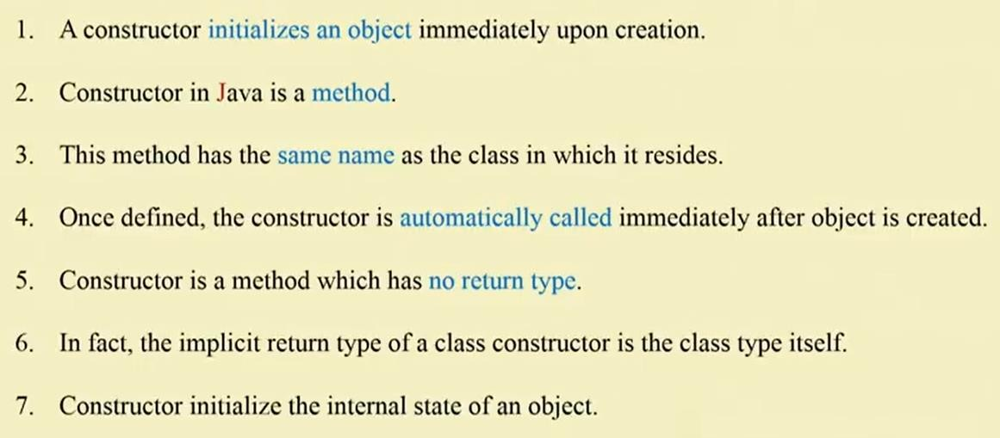 1. A constructor initializes an object immediately upon creation.
2. Constructor in Java is a method.
3. This method has the same name as the class in which it resides.
4. Once defined, the constructor is automatically called immediately after object is created.
5. Constructor is a method which has no return type.
6. In fact, the implicit return type of a class constructor is the class type itself.
7. Constructor initialize the internal state of an object.